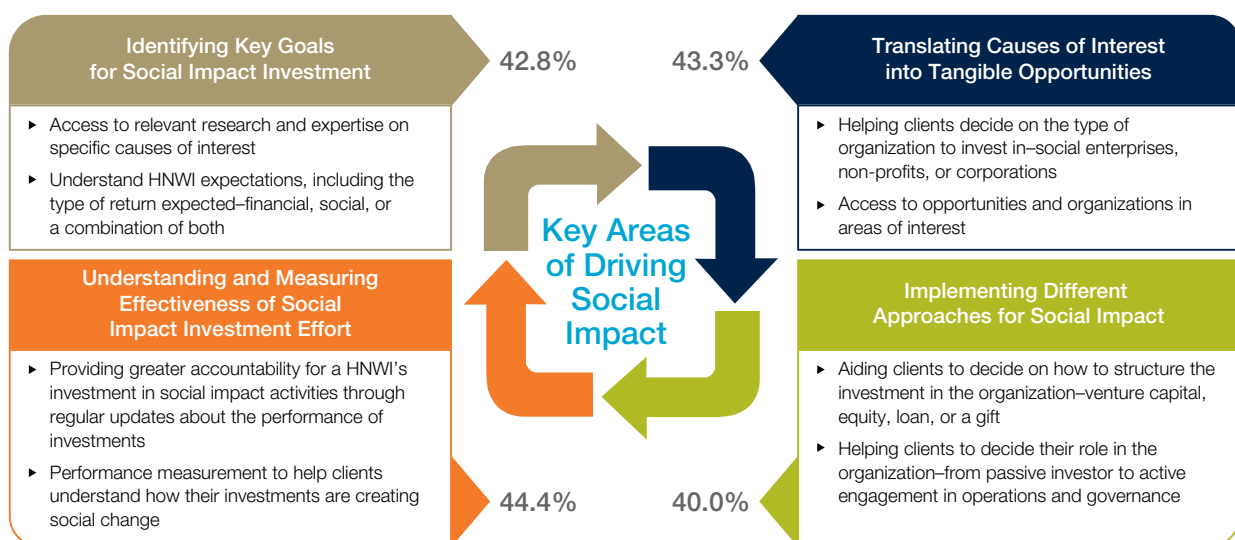 Identifying Key Goals
for Social Impact Investment
42.8%
▸ Access to relevant research and expertise on
specific causes of interest
▸ Understand HNWI expectations, including the
type of return expected–financial, social, or
a combination of both
43.3%
Translating Causes of Interest
into Tangible Opportunities
▸ Helping clients decide on the type of
organization to invest in–social enterprises,
non-profits, or corporations
▸ Access to opportunities and organizations in
areas of interest
Key Areas
of Driving
Social
Impact
Understanding and Measuring
Effectiveness of Social
Impact Investment Effort
▸ Providing greater accountability for a HNWI’s
investment in social impact activities through
regular updates about the performance of
investments
▸ Performance measurement to help clients
understand how their investments are creating
social change
44.4%
Implementing Different
Approaches for Social Impact
▸ Aiding clients to decide on how to structure the
investment in the organization–venture capital,
equity, loan, or a gift
▸ Helping clients to decide their role in the
organization–from passive investor to active
engagement in operations and governance
40.0%